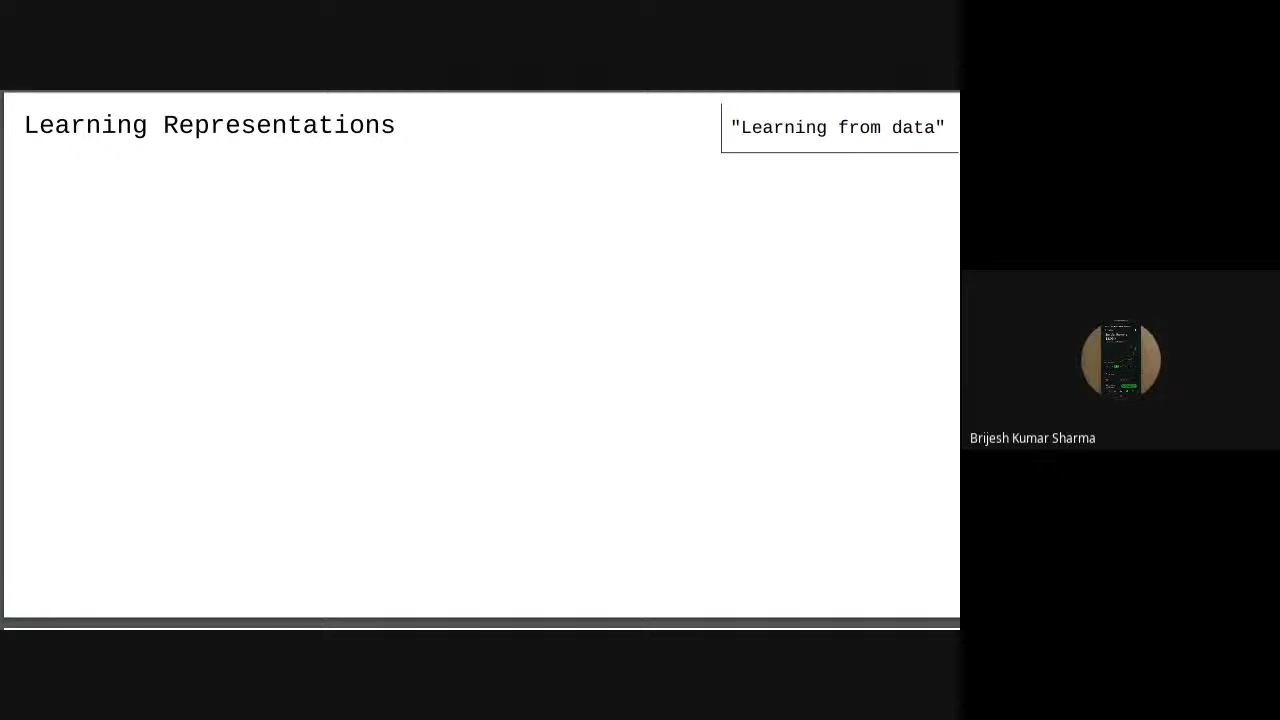 Learning Representations
"Learning from data"
Brijesh Kumar Sharma